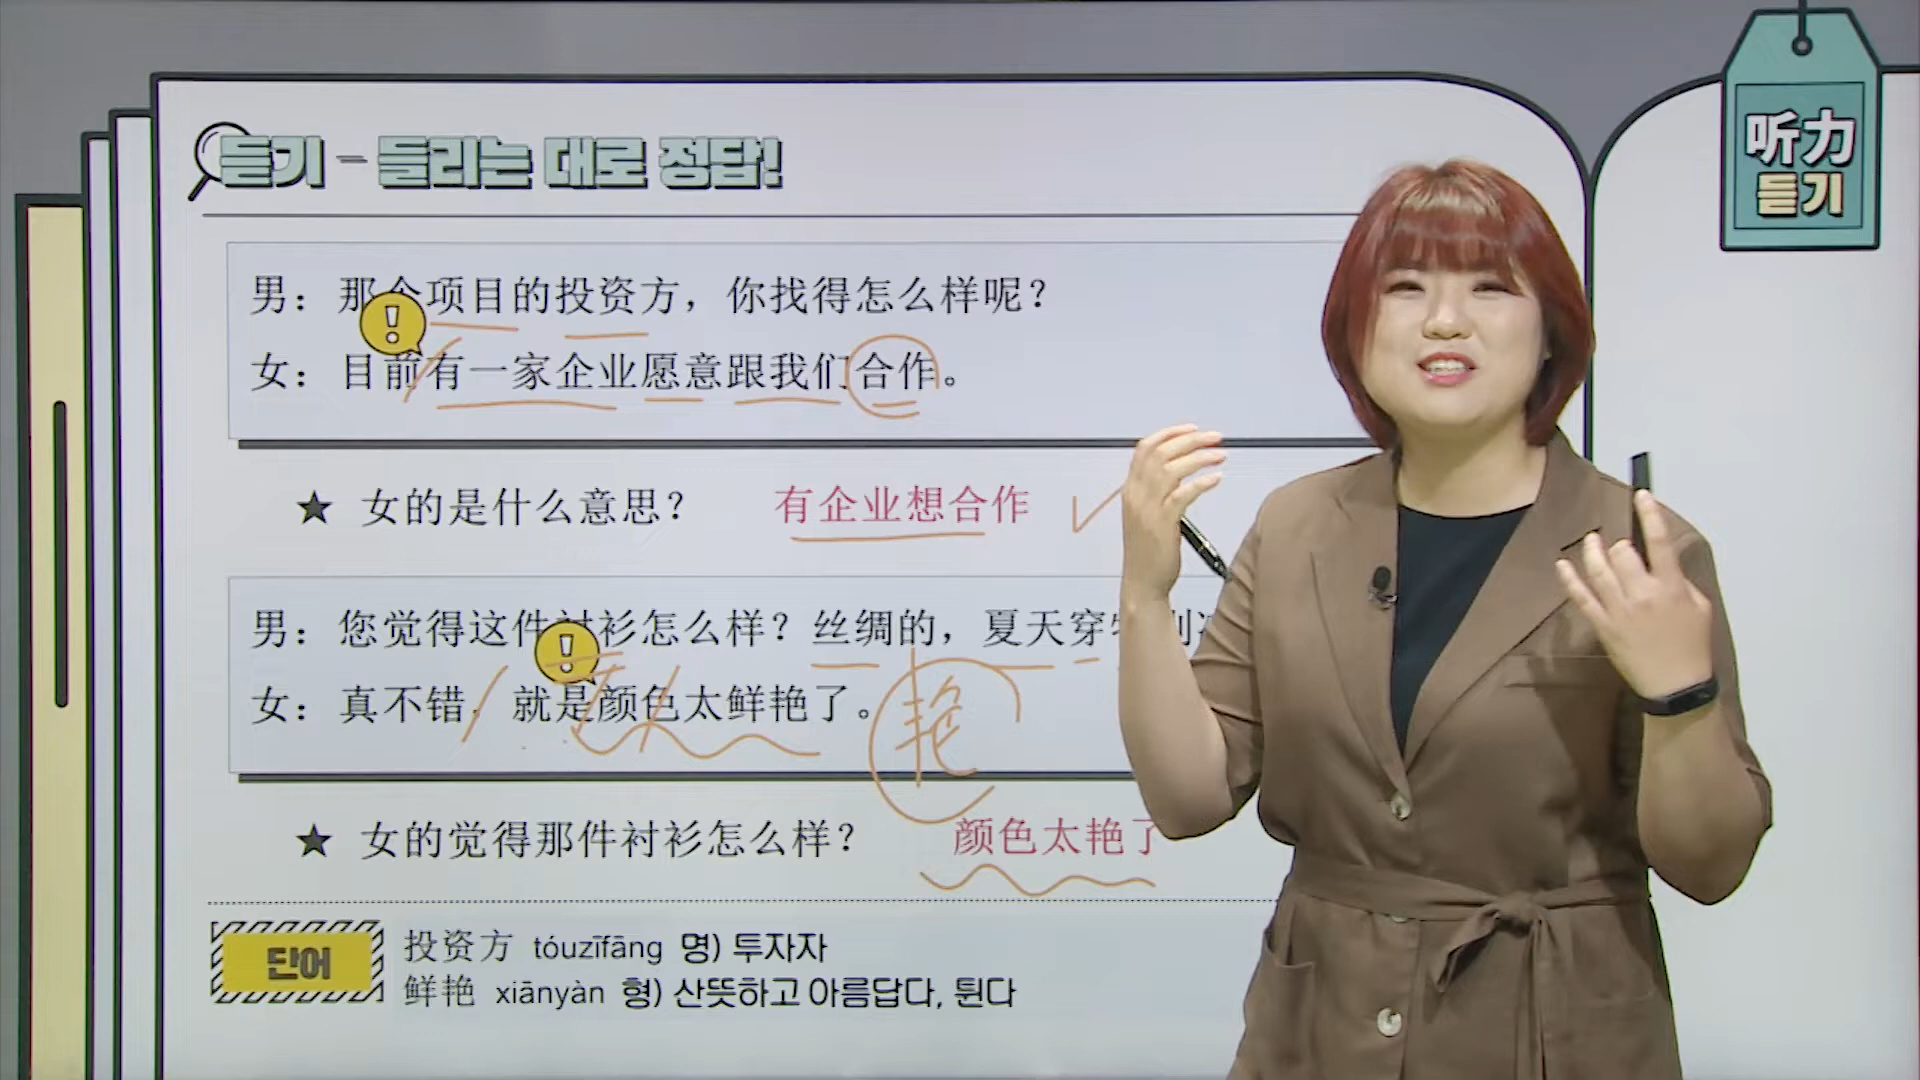 듣기 - 들리는 대로 정답!
听力
듣기
男：那个项目的投资方，你找得怎么样呢？
女：目前有一家企业愿意跟我们合作。
★ 女的是什么意思？ 有企业想合作
男：您觉得这件衬衫怎么样？丝绸的，夏天穿
女：真不错，就是颜色太鲜艳了。
艳
★ 女的觉得那件衬衫怎么样？ 颜色太艳了
단어
投资方 tóuzīfāng 명) 투자자
鲜艳 xiānyàn 형) 산뜻하고 아름답다, 튄다